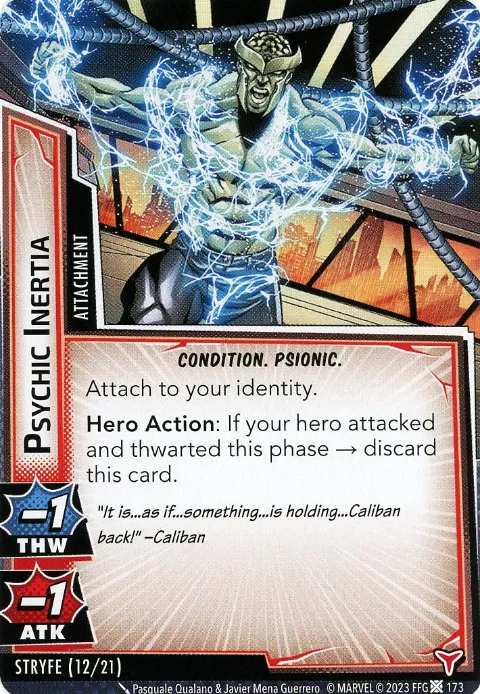 PSYCHIC INERTIA
ATTACHMENT
CONDITION. PSIONIC.
Attach to your identity.
Hero Action: If your hero attacked
and thwarted this phase → discard
this card.
"It is...as if...something...is holding...Caliban
back!" –Caliban
–1
THW
–1
ATK
STRYFE (12/21)
Pasquale Qualano & Javier Mena Guerrero © MARVEL © 2023 FFG 173